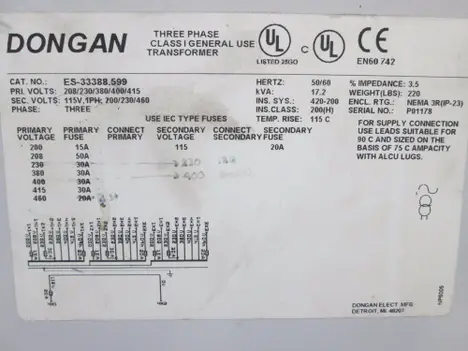 DONGAN
THREE PHASE
CLASS I GENERAL USE
TRANSFORMER
UL
LISTED 28GO
C UL
CE
EN60 742
CAT. NO.: ES-33388.599
PRI. VOLTS: 208/230/380/400/415
SEC. VOLTS: 115V,1PH; 200/230/460
PHASE: THREE
HERTZ: 50/60
kVA: 17.2
INS. SYS.: 420-200
INS.CLASS: 200(H)
TEMP. RISE: 115 C
% IMPEDANCE: 3.5
WEIGHT(LBS): 220
ENCL. RTG.: NEMA 3R(IP-23)
SERIAL NO.: P01178
USE IEC TYPE FUSES
PRIMARY VOLTAGE PRIMARY FUSE CONNECT PRIMARY SECONDARY VOLTAGE CONNECT SECONDARY SECONDARY FUSE
200 15A 115 20A
208 50A
230 30A 230
380 30A 400
400 30A
415 30A
460 20A
FOR SUPPLY CONNECTION
USE LEADS SUITABLE FOR
90 C AND SIZED ON THE
BASIS OF 75 C AMPACITY
WITH ALCU LUGS.
DONGAN ELECT. MFG.
DETROIT, MI. 48207